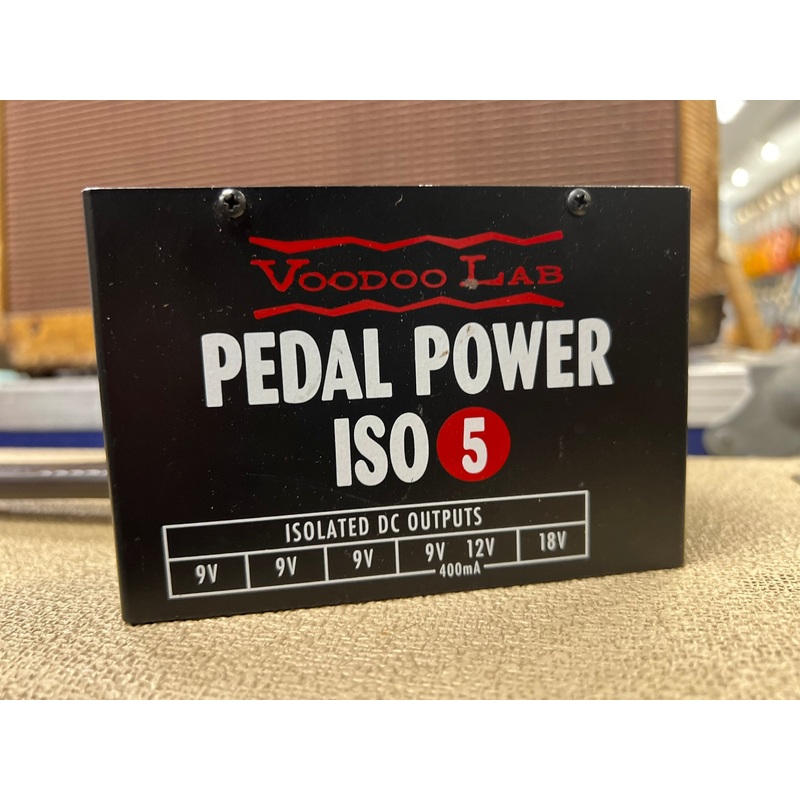 VOODOO LAB
PEDAL POWER
ISO 5
ISOLATED DC OUTPUTS
9V 9V 9V 9V 12V 18V
400mA